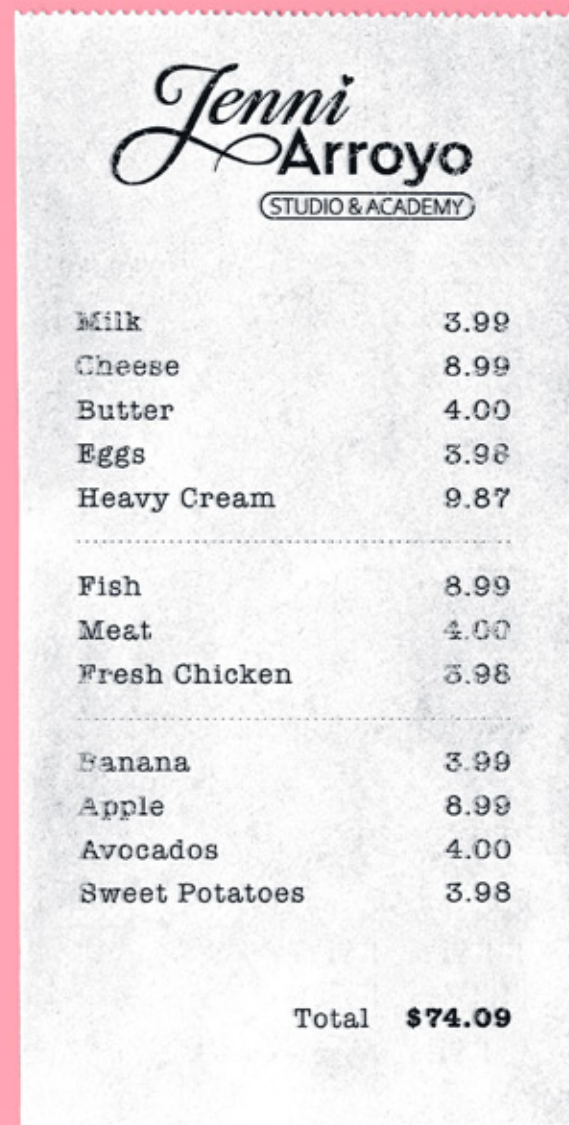 Jenni
Arroyo
STUDIO & ACADEMY
Milk 3.99
Cheese 8.99
Butter 4.00
Eggs 3.98
Heavy Cream 9.87
Fish 8.99
Meat 4.00
Fresh Chicken 3.98
Banana 3.99
Apple 8.99
Avocados 4.00
Sweet Potatoes 3.98
Total $74.09